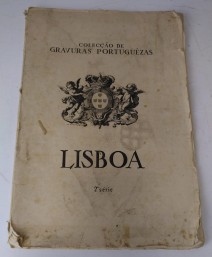 COLECÇÃO DE
GRAVURAS PORTUGUÊZAS
LISBOA